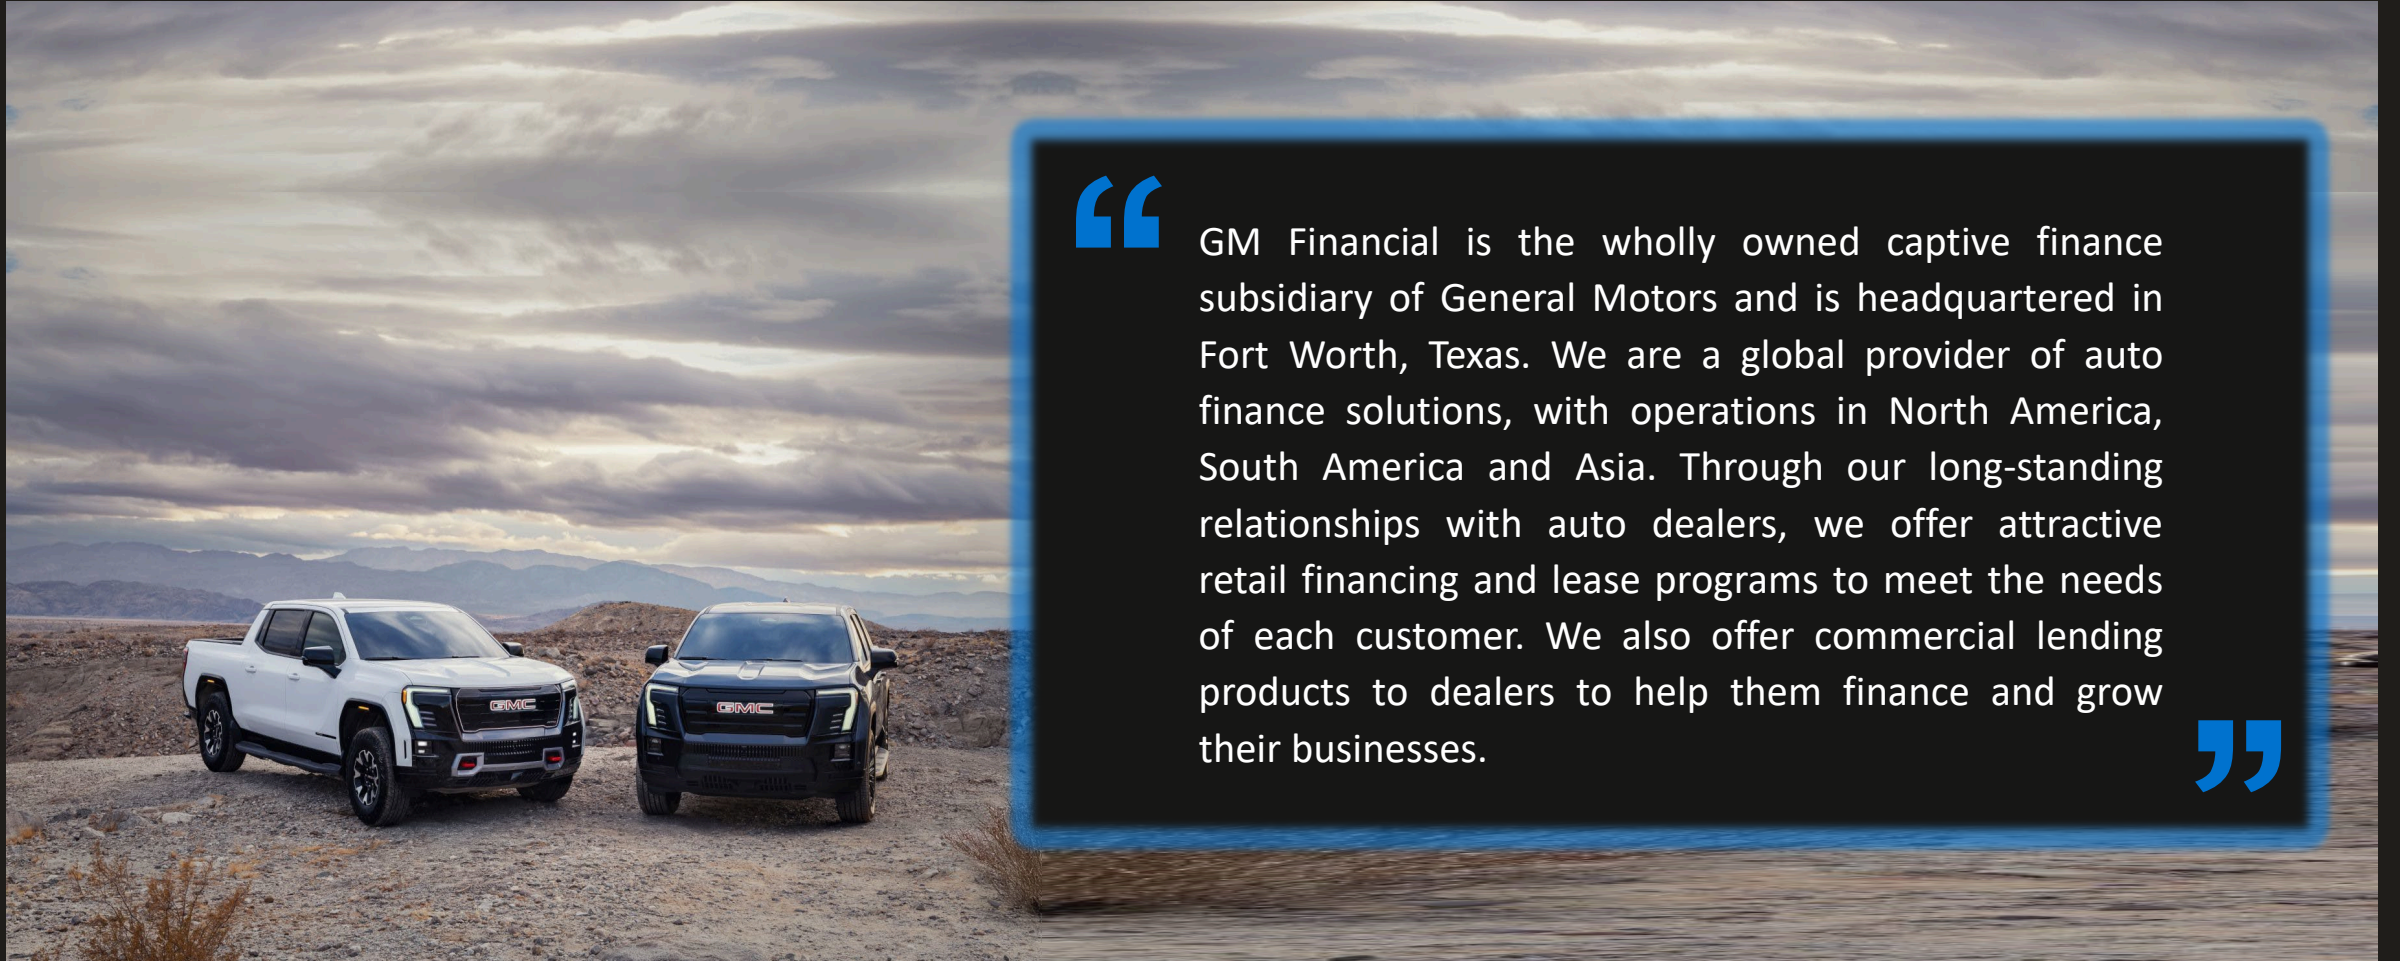 “
GM Financial is the wholly owned captive finance
subsidiary of General Motors and is headquartered in
Fort Worth, Texas. We are a global provider of auto
finance solutions, with operations in North America,
South America and Asia. Through our long-standing
relationships with auto dealers, we offer attractive
retail financing and lease programs to meet the needs
of each customer. We also offer commercial lending
products to dealers to help them finance and grow
their businesses.
”
GMC
GMC